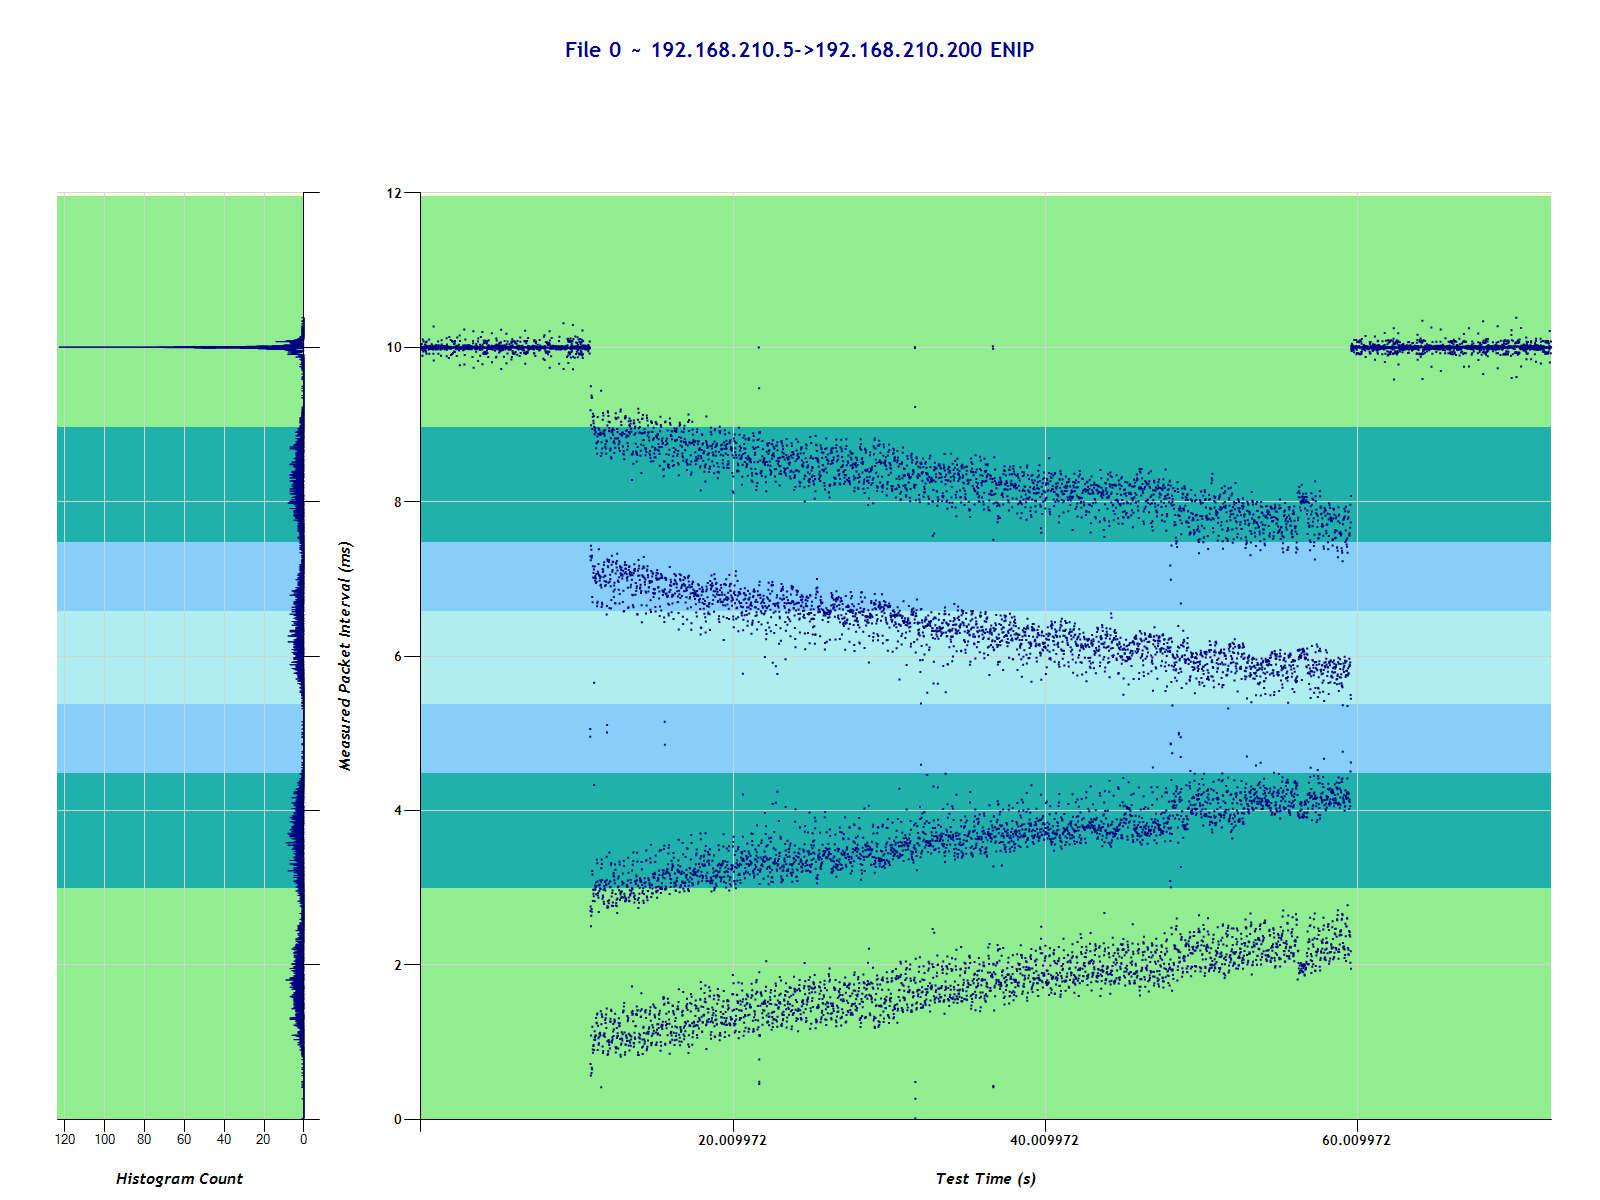 File 0 ~ 192.168.210.5->192.168.210.200 ENIP
12
10
8
6
4
2
0
Measured Packet Interval (ms)
120 100 80 60 40 20 0
20.009972 40.009972 60.009972
Histogram Count
Test Time (s)